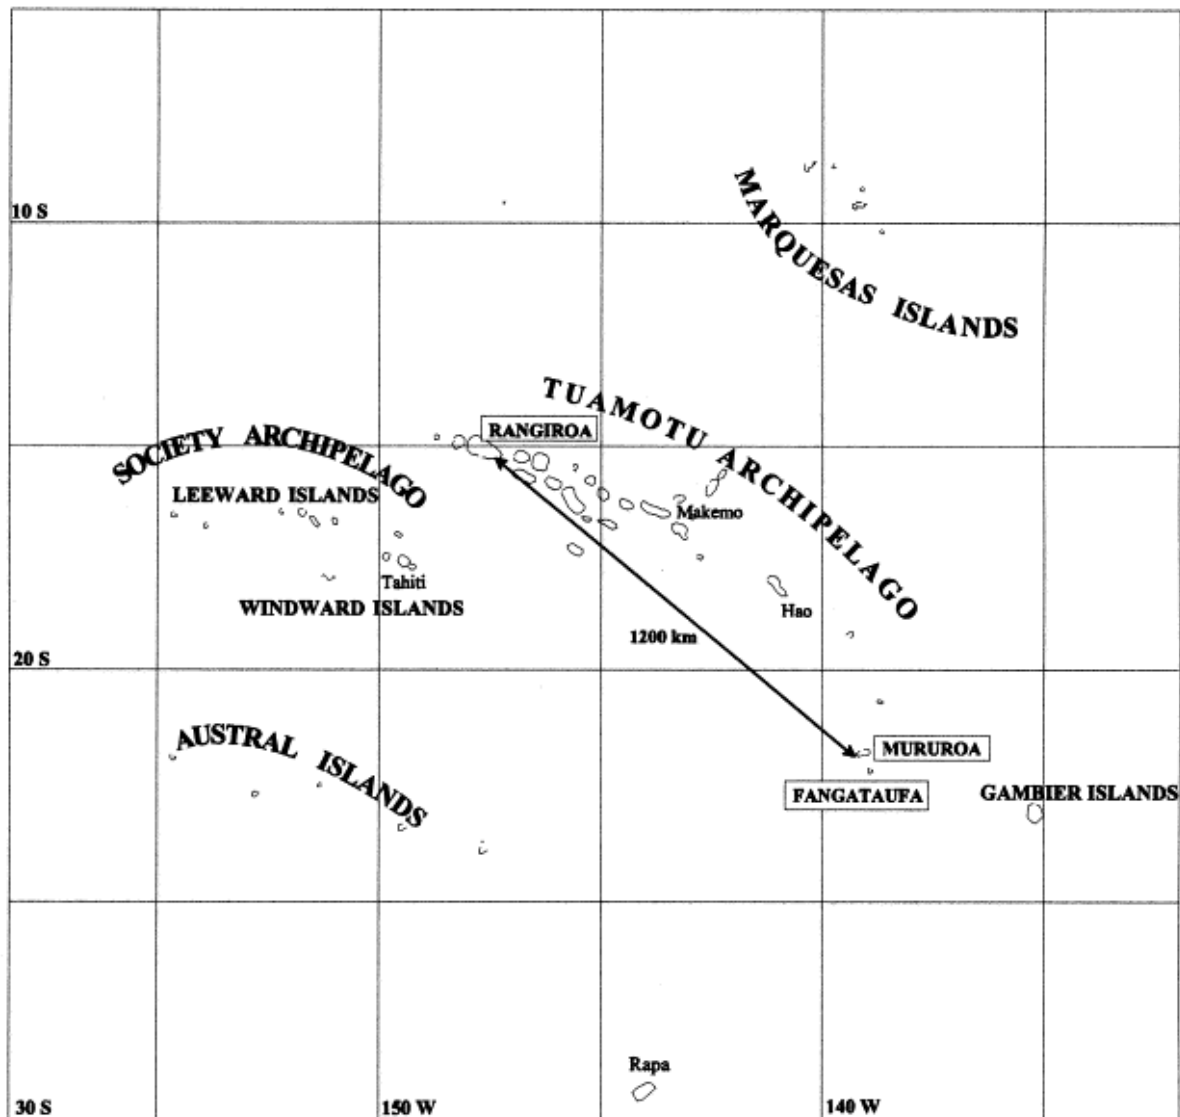 10 S
MARQUESAS ISLANDS
TUAMOTU ARCHIPELAGO
RANGIROA
SOCIETY ARCHIPELAGO
LEEWARD ISLANDS
Makemo
Tahiti
WINDWARD ISLANDS
Hao
1200 km
20 S
AUSTRAL ISLANDS
MURUROA
FANGATAUFA
GAMBIER ISLANDS
Rapa
30 S
150 W
140 W